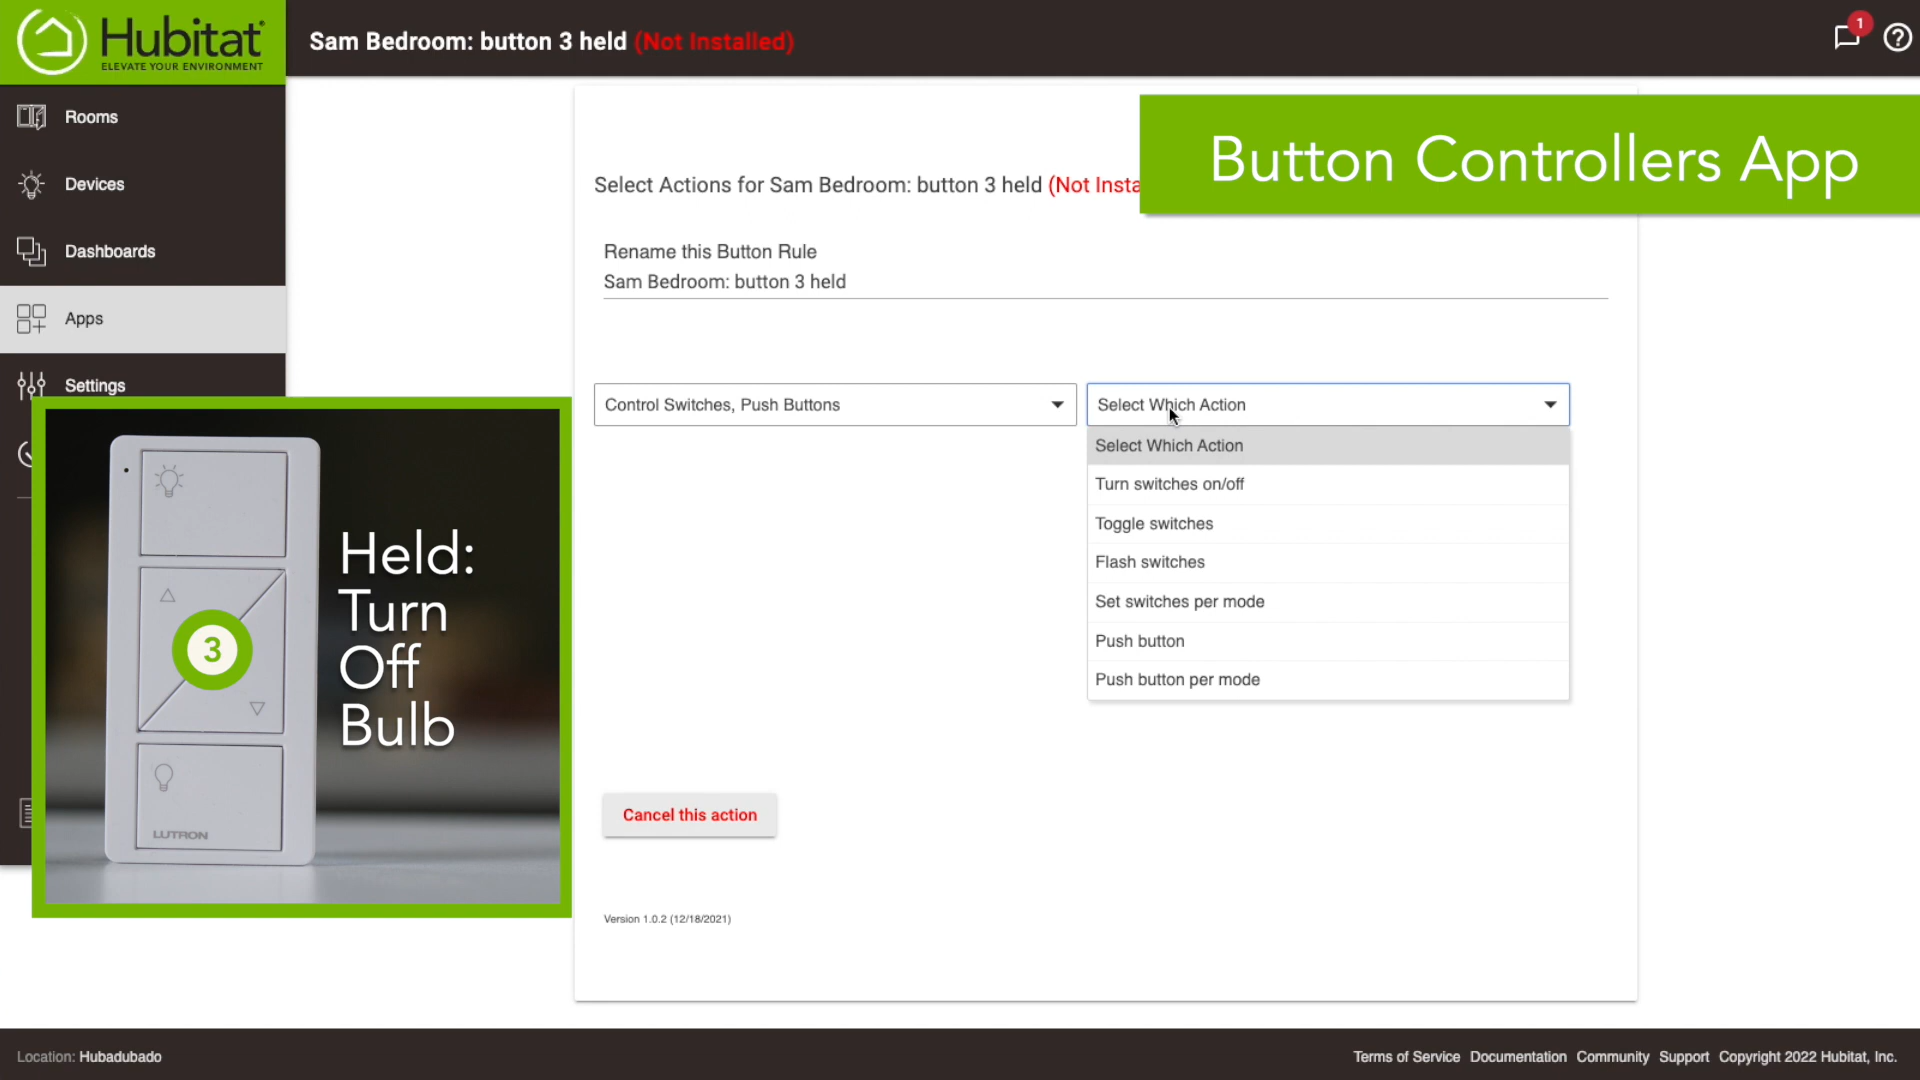 Hubitat®
ELEVATE YOUR ENVIRONMENT
Sam Bedroom: button 3 held (Not Installed)
1
?
Rooms
Devices
Dashboards
Apps
Settings
Button Controllers App
Select Actions for Sam Bedroom: button 3 held (Not Insta
Rename this Button Rule
Sam Bedroom: button 3 held
Control Switches, Push Buttons
Select Which Action
Select Which Action
Turn switches on/off
Toggle switches
Flash switches
Set switches per mode
Push button
Push button per mode
Held:
Turn
Off
Bulb
3
LUTRON
Cancel this action
Version 1.0.2 (12/18/2021)
Location: Hubadubado
Terms of Service Documentation Community Support Copyright 2022 Hubitat, Inc.